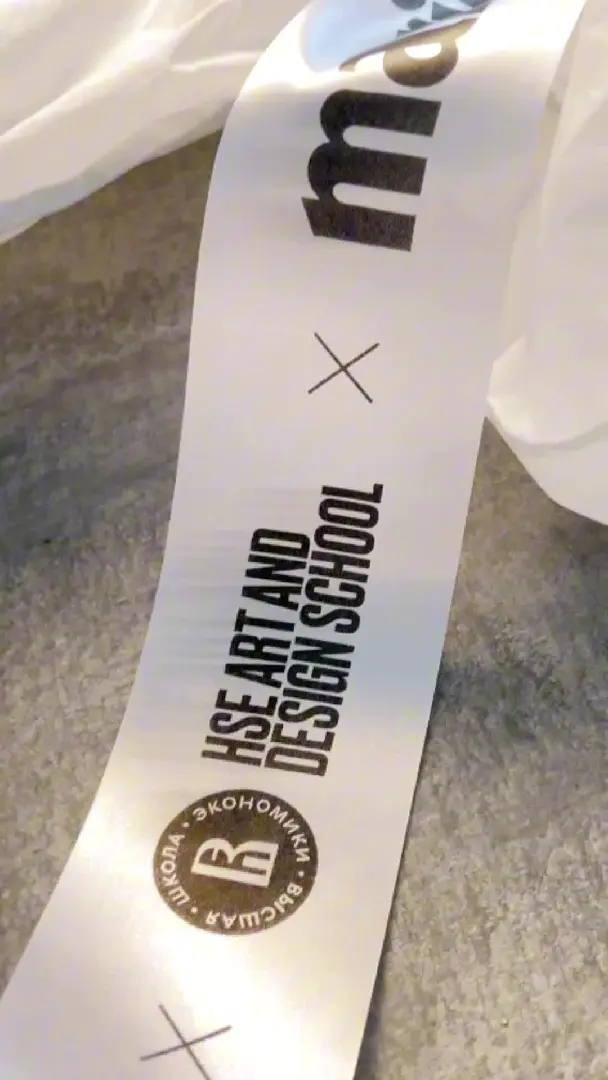 HSE ART AND
DESIGN SCHOOL
ВЫСШАЯ • ШКОЛА • ЭКОНОМИКИ •